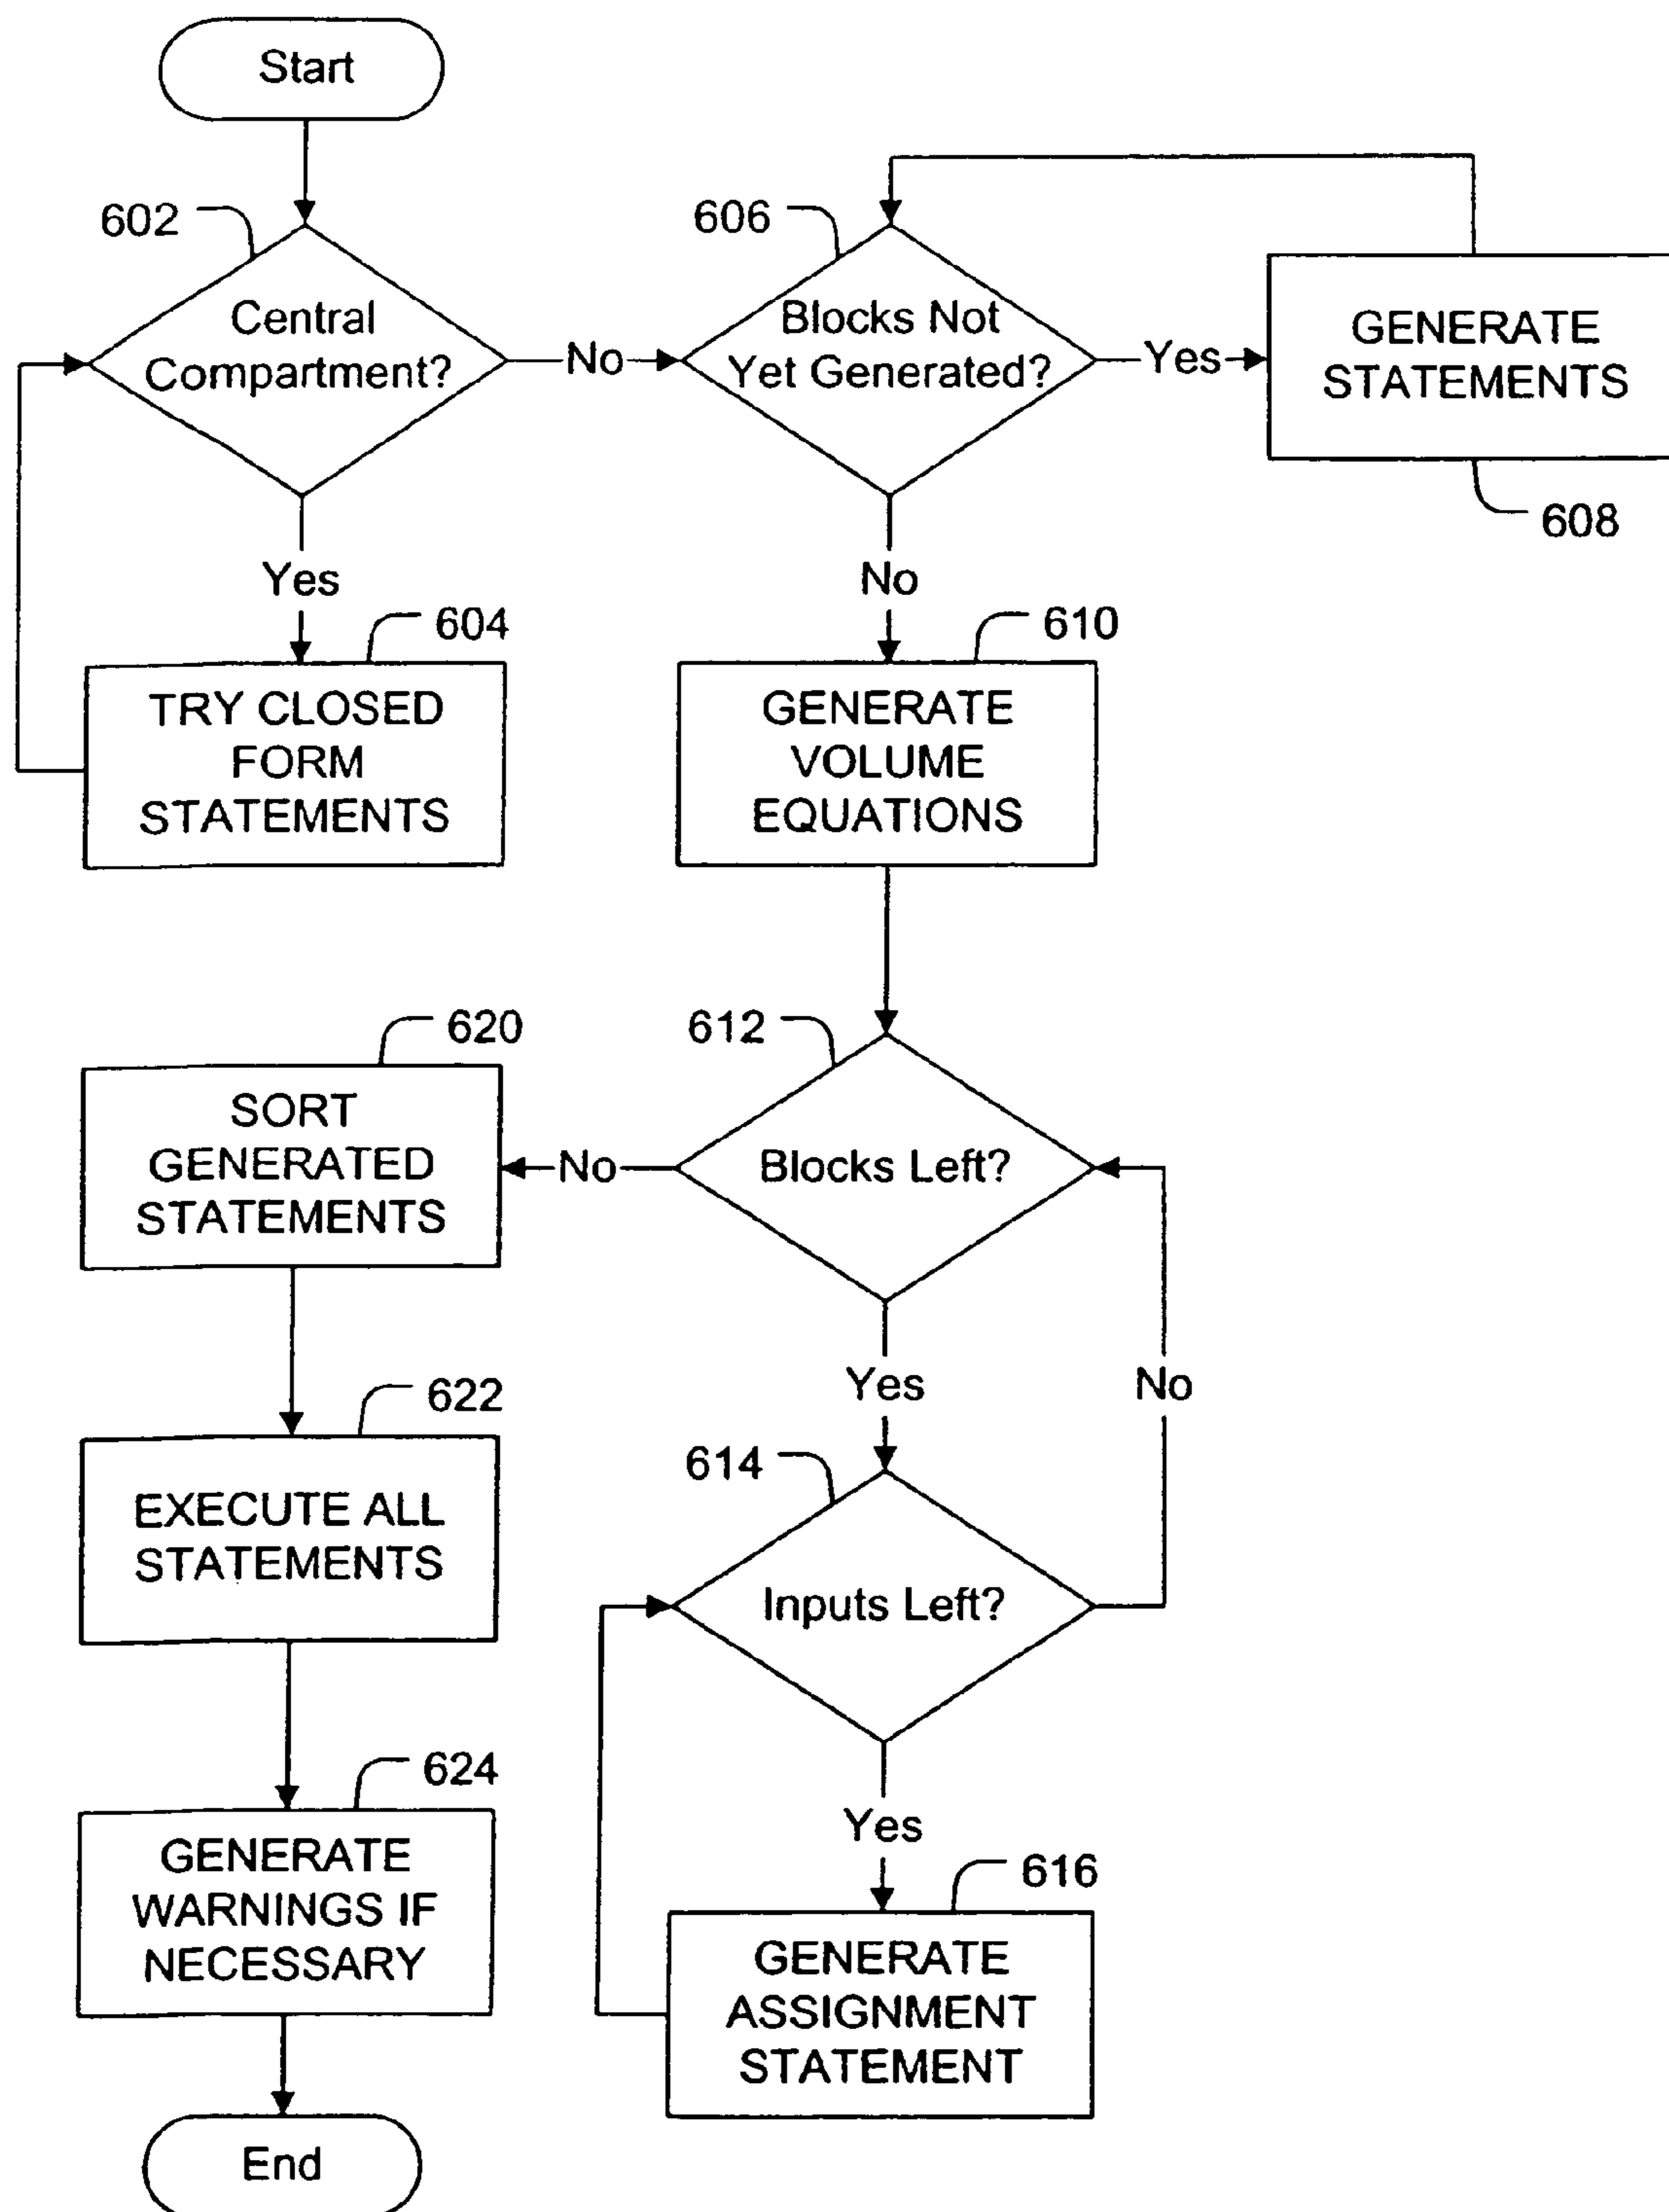 Start
602
Central
Compartment?
No
Yes
604
TRY CLOSED
FORM
STATEMENTS
606
Blocks Not
Yet Generated?
Yes
GENERATE
STATEMENTS
608
No
610
GENERATE
VOLUME
EQUATIONS
612
Blocks Left?
No
Yes
614
Inputs Left?
No
Yes
616
GENERATE
ASSIGNMENT
STATEMENT
620
SORT
GENERATED
STATEMENTS
622
EXECUTE ALL
STATEMENTS
624
GENERATE
WARNINGS IF
NECESSARY
End